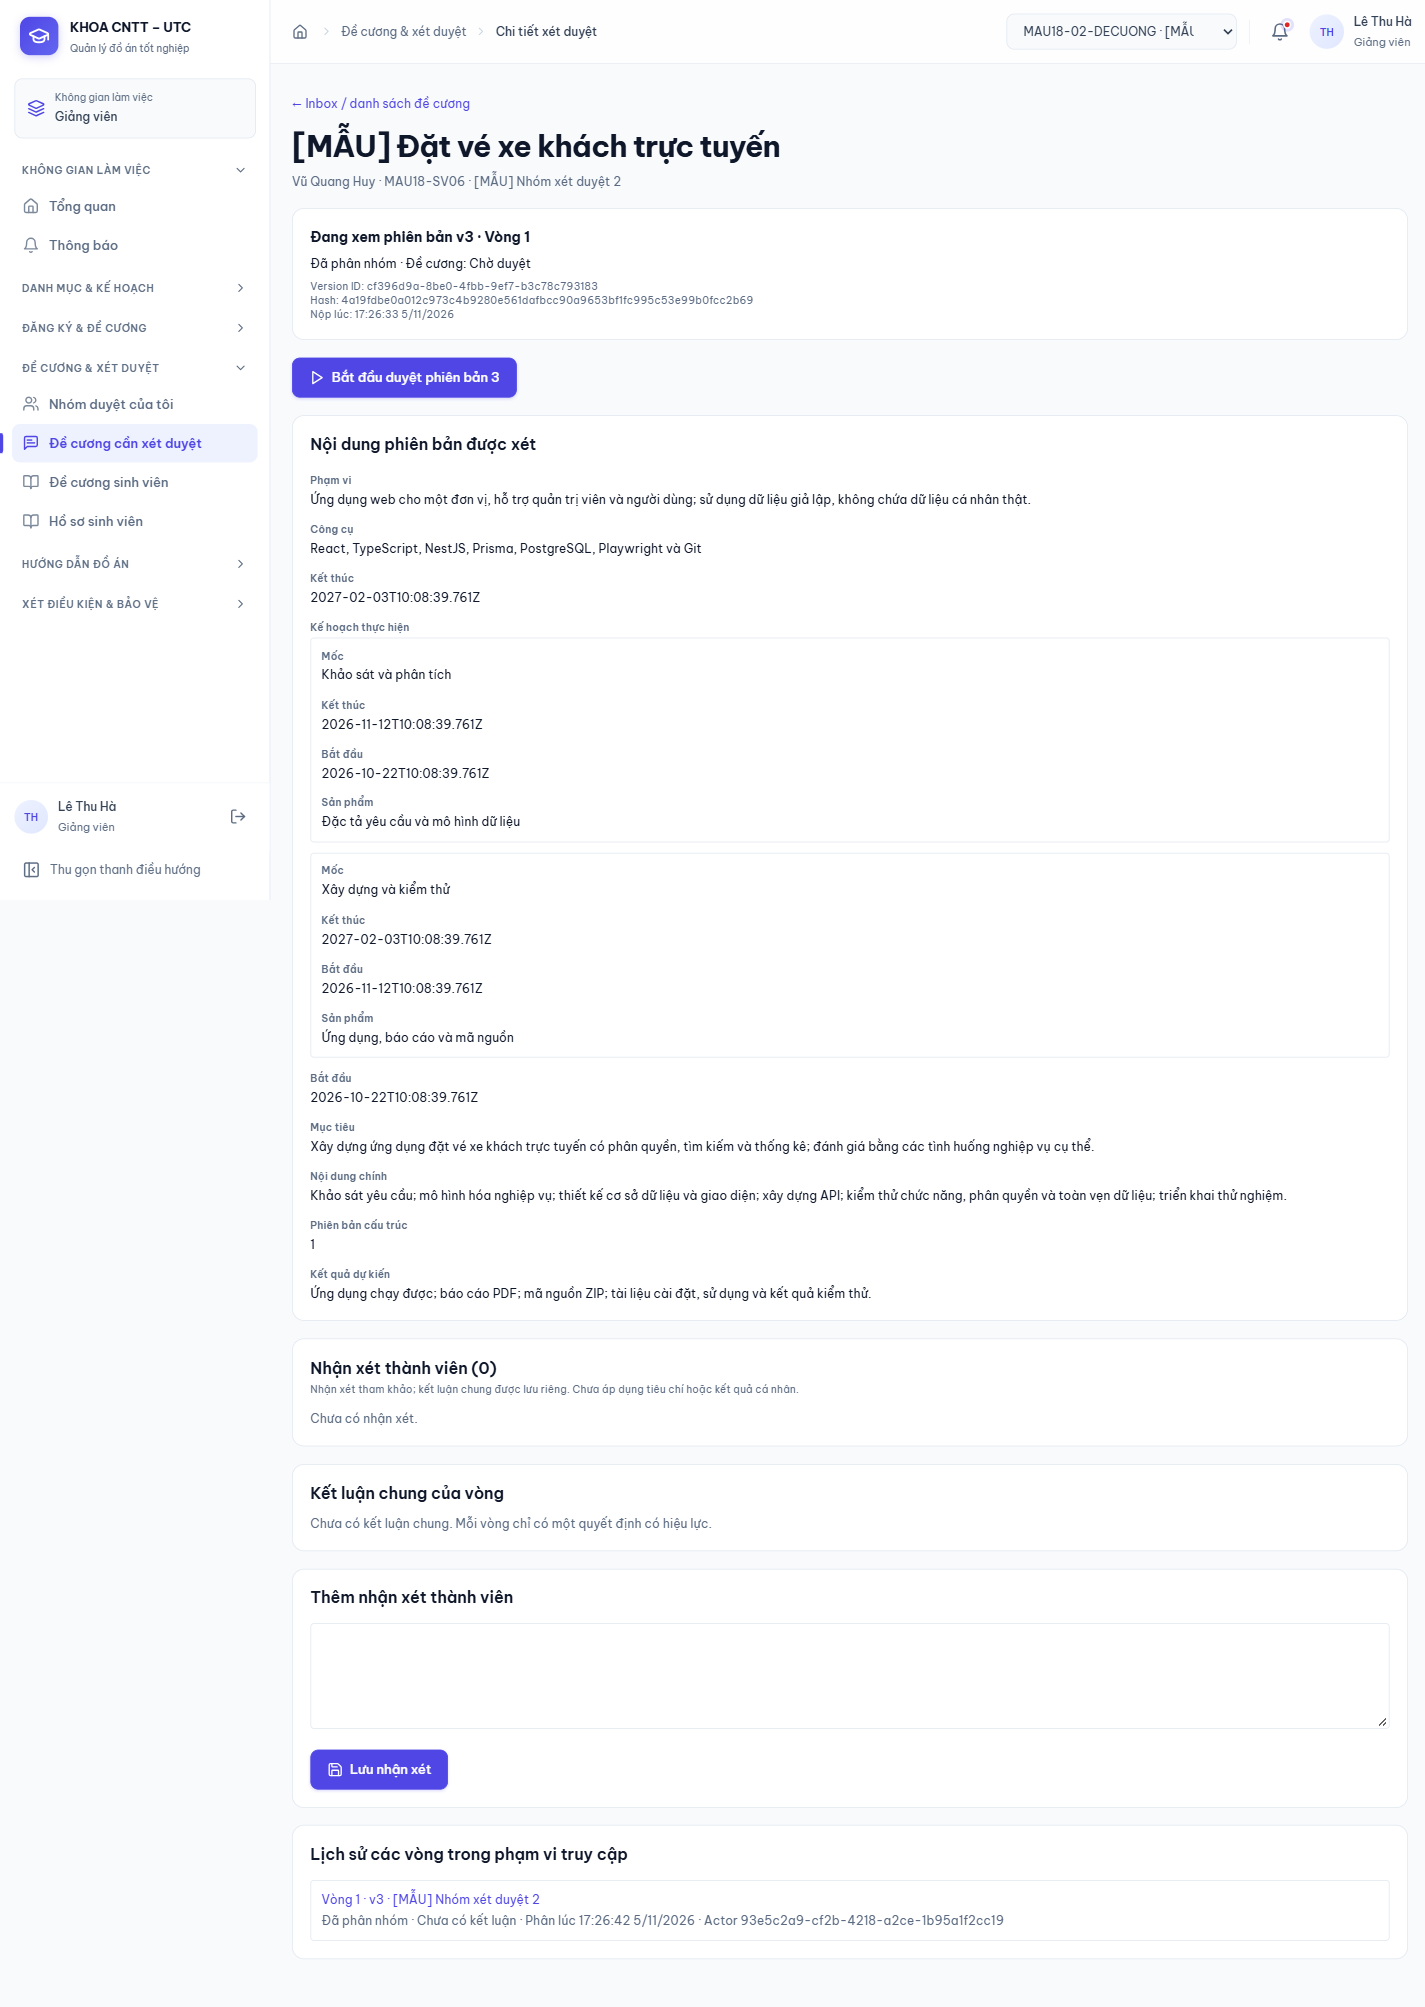 KHOA CNTT – UTC
Quản lý đồ án tốt nghiệp
Không gian làm việc
Giảng viên
KHÔNG GIAN LÀM VIỆC
Tổng quan
Thông báo
DANH MỤC & KẾ HOẠCH
ĐĂNG KÝ & ĐỀ CƯƠNG
ĐỀ CƯƠNG & XÉT DUYỆT
Nhóm duyệt của tôi
Đề cương cần xét duyệt
Đề cương sinh viên
Hồ sơ sinh viên
HƯỚNG DẪN ĐỒ ÁN
XÉT ĐIỀU KIỆN & BẢO VỆ
TH
Lê Thu Hà
Giảng viên
Thu gọn thanh điều hướng
Đề cương & xét duyệt
Chi tiết xét duyệt
MAU18-02-DECUONG · [MẪU
TH
Lê Thu Hà
Giảng viên
← Inbox / danh sách đề cương
[MẪU] Đặt vé xe khách trực tuyến
Vũ Quang Huy · MAU18-SV06 · [MẪU] Nhóm xét duyệt 2
Đang xem phiên bản v3 · Vòng 1
Đã phân nhóm · Đề cương: Chờ duyệt
Version ID: cf396d9a-8be0-4fbb-9ef7-b3c78c793183
Hash: 4a19fdbe0a012c973c4b9280e561dafbcc90a9653bf1fc995c53e99b0fcc2b69
Nộp lúc: 17:26:33 5/11/2026
Bắt đầu duyệt phiên bản 3
Nội dung phiên bản được xét
Phạm vi
Ứng dụng web cho một đơn vị, hỗ trợ quản trị viên và người dùng; sử dụng dữ liệu giả lập, không chứa dữ liệu cá nhân thật.
Công cụ
React, TypeScript, NestJS, Prisma, PostgreSQL, Playwright và Git
Kết thúc
2027-02-03T10:08:39.761Z
Kế hoạch thực hiện
Mốc
Khảo sát và phân tích
Kết thúc
2026-11-12T10:08:39.761Z
Bắt đầu
2026-10-22T10:08:39.761Z
Sản phẩm
Đặc tả yêu cầu và mô hình dữ liệu
Mốc
Xây dựng và kiểm thử
Kết thúc
2027-02-03T10:08:39.761Z
Bắt đầu
2026-11-12T10:08:39.761Z
Sản phẩm
Ứng dụng, báo cáo và mã nguồn
Bắt đầu
2026-10-22T10:08:39.761Z
Mục tiêu
Xây dựng ứng dụng đặt vé xe khách trực tuyến có phân quyền, tìm kiếm và thống kê; đánh giá bằng các tình huống nghiệp vụ cụ thể.
Nội dung chính
Khảo sát yêu cầu; mô hình hóa nghiệp vụ; thiết kế cơ sở dữ liệu và giao diện; xây dựng API; kiểm thử chức năng, phân quyền và toàn vẹn dữ liệu; triển khai thử nghiệm.
Phiên bản cấu trúc
1
Kết quả dự kiến
Ứng dụng chạy được; báo cáo PDF; mã nguồn ZIP; tài liệu cài đặt, sử dụng và kết quả kiểm thử.
Nhận xét thành viên (0)
Nhận xét tham khảo; kết luận chung được lưu riêng. Chưa áp dụng tiêu chí hoặc kết quả cá nhân.
Chưa có nhận xét.
Kết luận chung của vòng
Chưa có kết luận chung. Mỗi vòng chỉ có một quyết định có hiệu lực.
Thêm nhận xét thành viên
Lưu nhận xét
Lịch sử các vòng trong phạm vi truy cập
Vòng 1 · v3 · [MẪU] Nhóm xét duyệt 2
Đã phân nhóm · Chưa có kết luận · Phân lúc 17:26:42 5/11/2026 · Actor 93e5c2a9-cf2b-4218-a2ce-1b95a1f2cc19